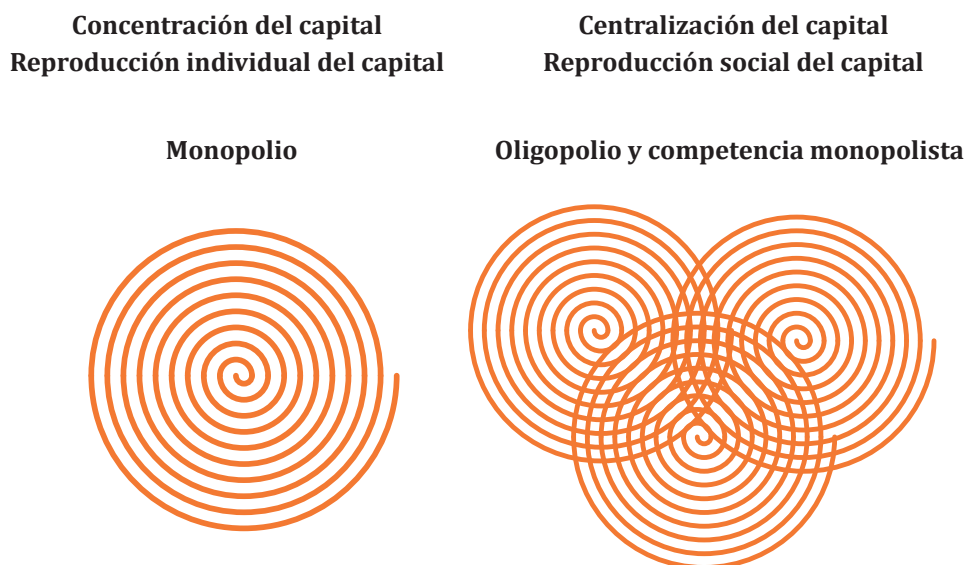 Concentración del capital
Reproducción individual del capital
Monopolio
Centralización del capital
Reproducción social del capital
Oligopolio y competencia monopolista